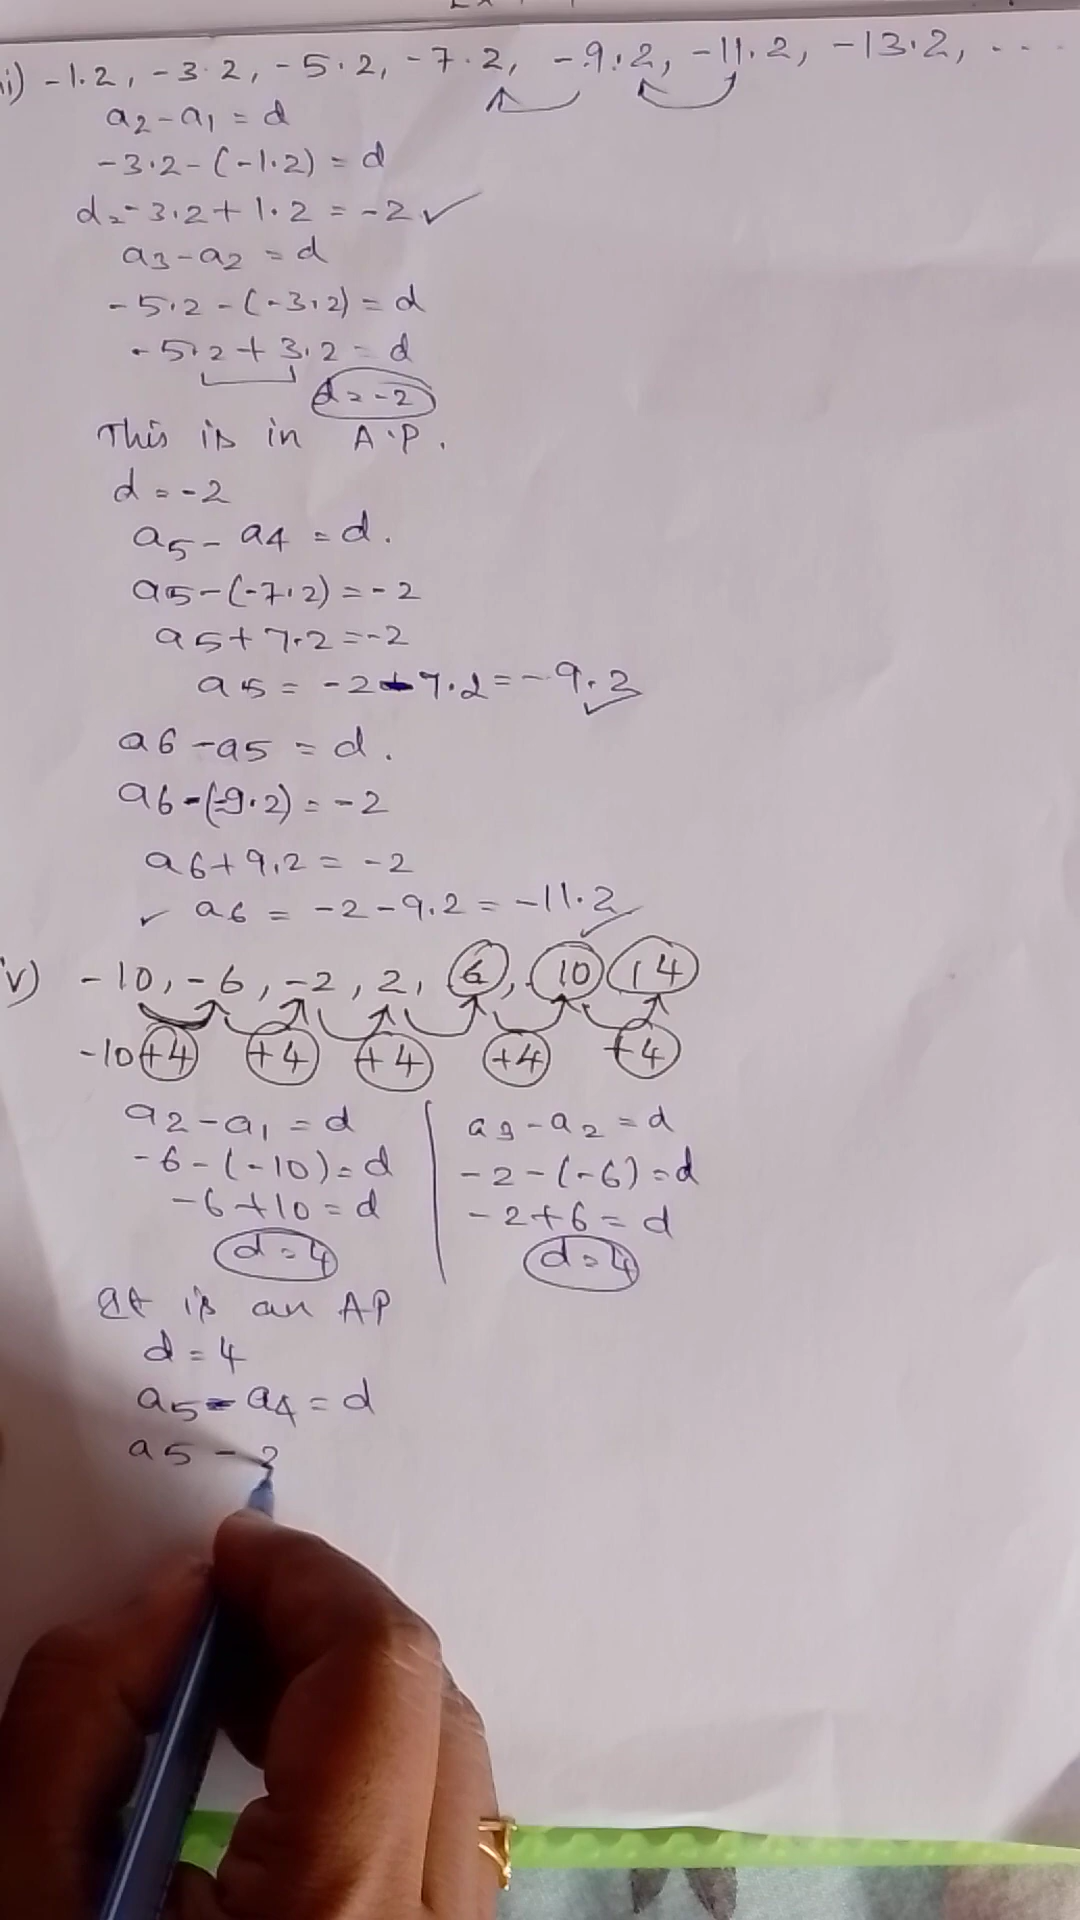 ii) -1.2, -3.2, -5.2, -7.2, -9.2, -11.2, -13.2, ...
a2-a1 = d
-3.2-(-1.2) = d
d=-3.2+1.2 = -2 ✓
a3-a2 = d
-5.2-(-3.2) = d
-5.2+3.2 = d
d=-2
This is in A.P.
d=-2
a5-a4 = d.
a5-(-7.2) = -2
a5+7.2 = -2
a5 = -2-7.2 = -9.2 ✓
a6-a5 = d.
a6-(-9.2) = -2
a6+9.2 = -2
✓ a6 = -2-9.2 = -11.2 ✓
iv) -10, -6, -2, 2, 6, 10 14
-10+4 +4 +4 +4 +4
a2-a1 = d
-6-(-10) = d
-6+10 = d
d=4
a3-a2 = d
-2-(-6) = d
-2+6 = d
d=4
It is an AP
d=4
a5-a4 = d
a5-2